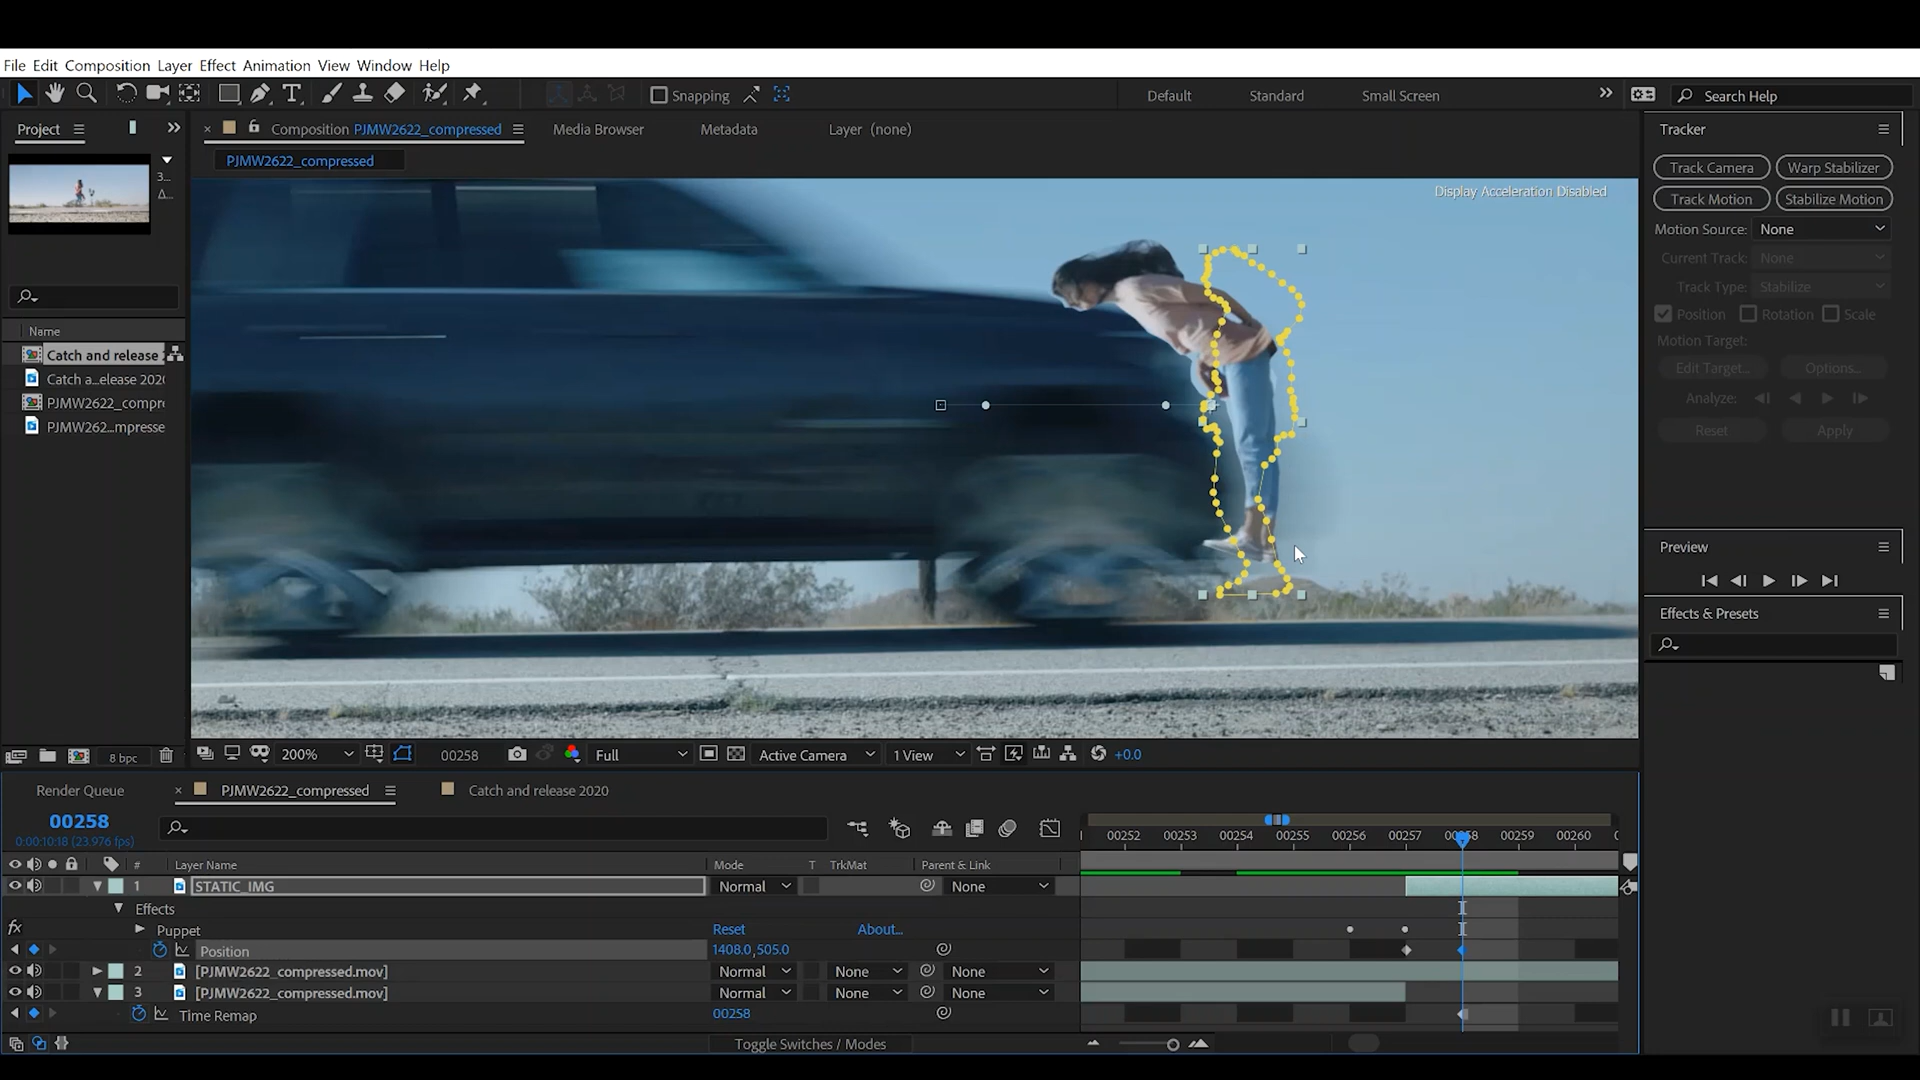 File Edit Composition Layer Effect Animation View Window Help
Snapping
Default Standard Small Screen
Search Help
Project
Composition PJMW2622_compressed
Media Browser
Metadata
Layer (none)
PJMW2622_compressed
3...
Δ...
Display Acceleration Disabled
Name
Catch and release
Catch a...elease 202
PJMW2622_compr
PJMW262...mpresse
8 bpc
200%
00258
Full
Active Camera
1 View
+0.0
Tracker
Track Camera Warp Stabilizer
Track Motion Stabilize Motion
Motion Source: None
Current Track: None
Track Type: Stabilize
Position Rotation Scale
Motion Target:
Edit Target... Options...
Analyze:
Reset Apply
Preview
Effects & Presets
Render Queue
PJMW2622_compressed
Catch and release 2020
00258
0:00:10:18 (23.976 fps)
00252 00253 00254 00255 00256 00257 00258 00259 00260
# Layer Name Mode T TrkMat Parent & Link
1 STATIC_IMG Normal None
Effects
fx Puppet Reset About...
Position 1408.0,505.0
2 [PJMW2622_compressed.mov] Normal None None
3 [PJMW2622_compressed.mov] Normal None None
Time Remap 00258
Toggle Switches / Modes